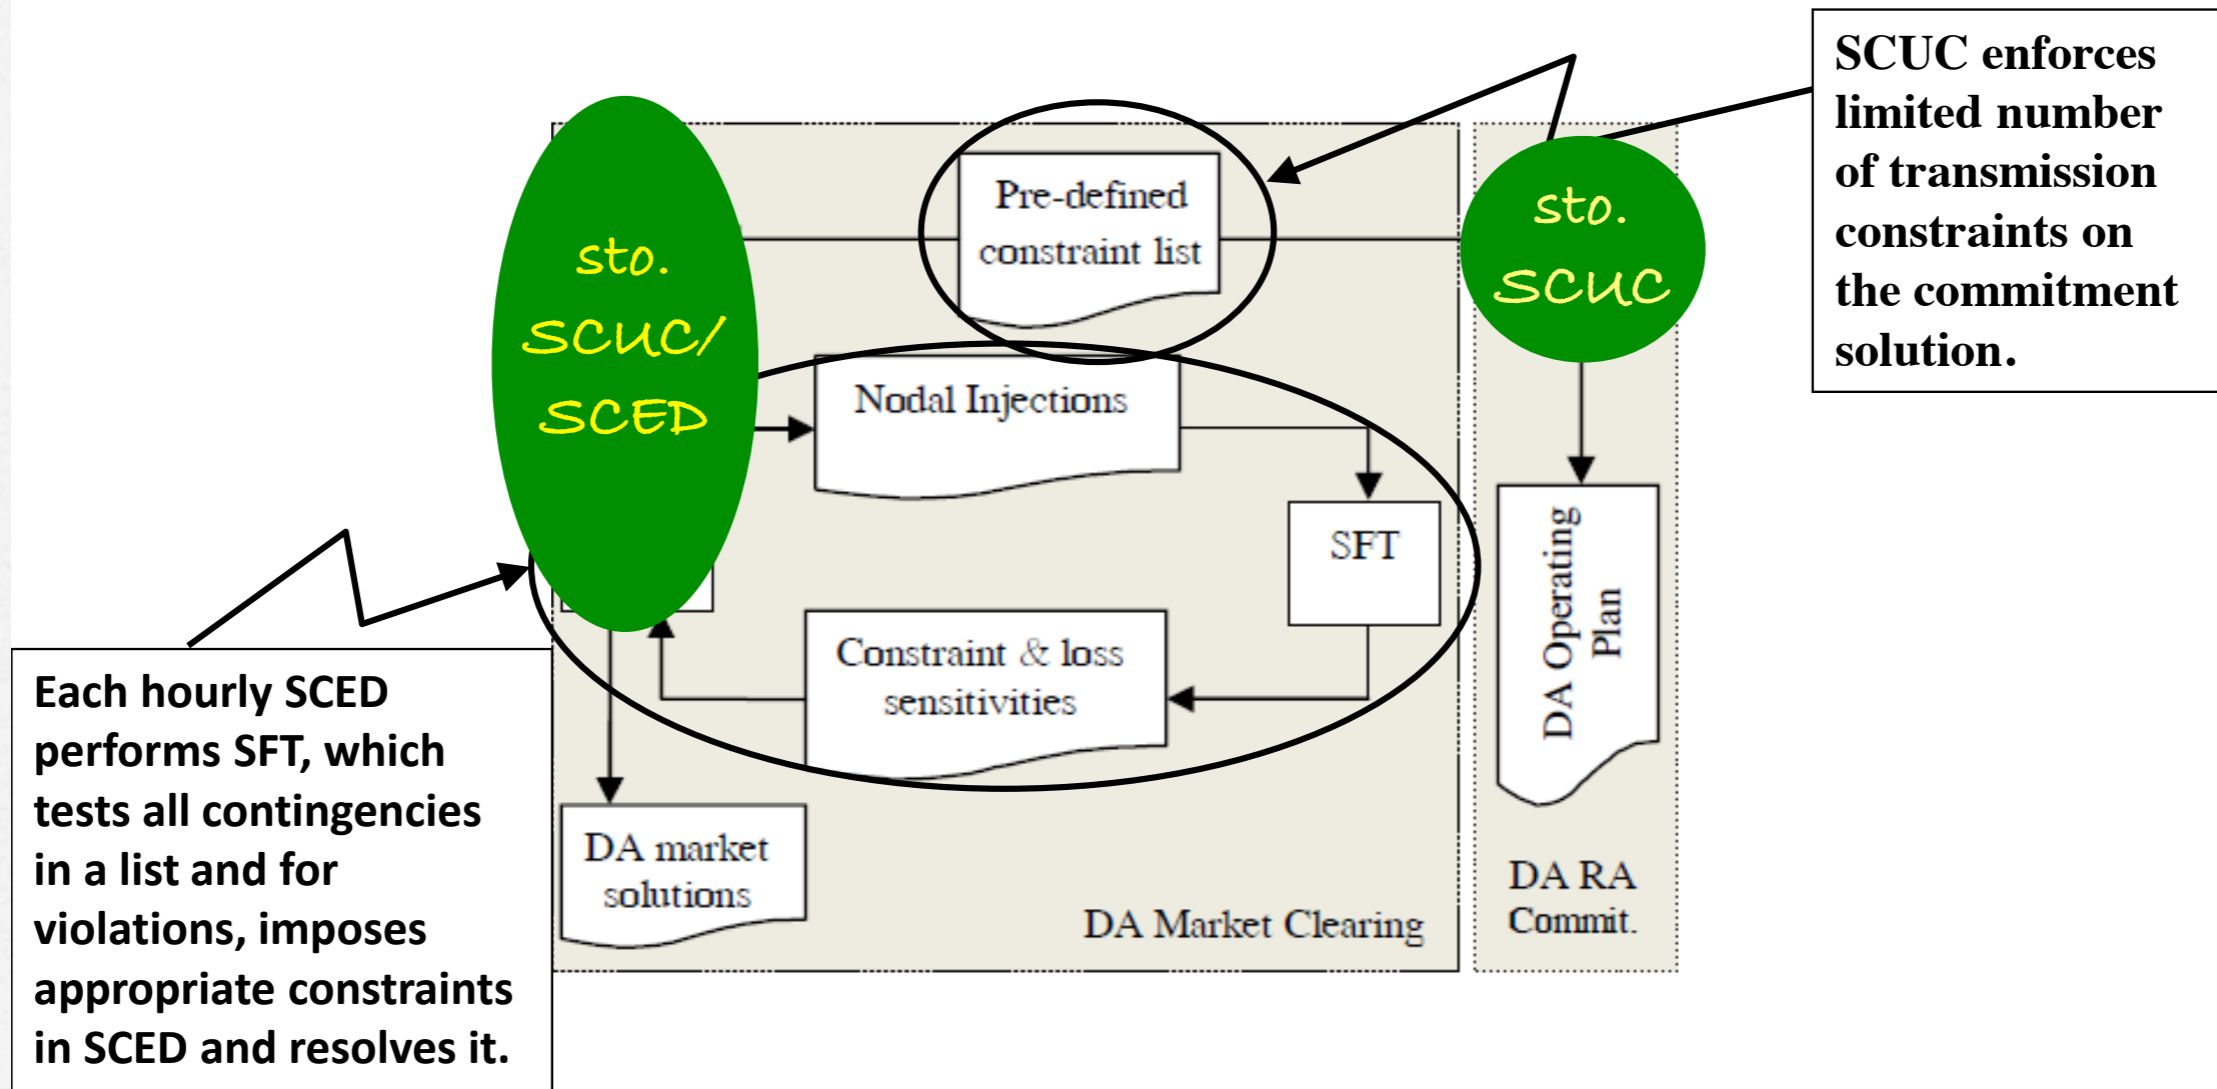 SCUC enforces
limited number
of transmission
constraints on
the commitment
solution.
Pre-defined
constraint list
sto.
SCUC/
SCED
sto.
SCUC
Nodal Injections
SFT
Constraint & loss
sensitivities
DA Operating
Plan
DA market
solutions
DA Market Clearing
DA RA
Commit.
Each hourly SCED
performs SFT, which
tests all contingencies
in a list and for
violations, imposes
appropriate constraints
in SCED and resolves it.